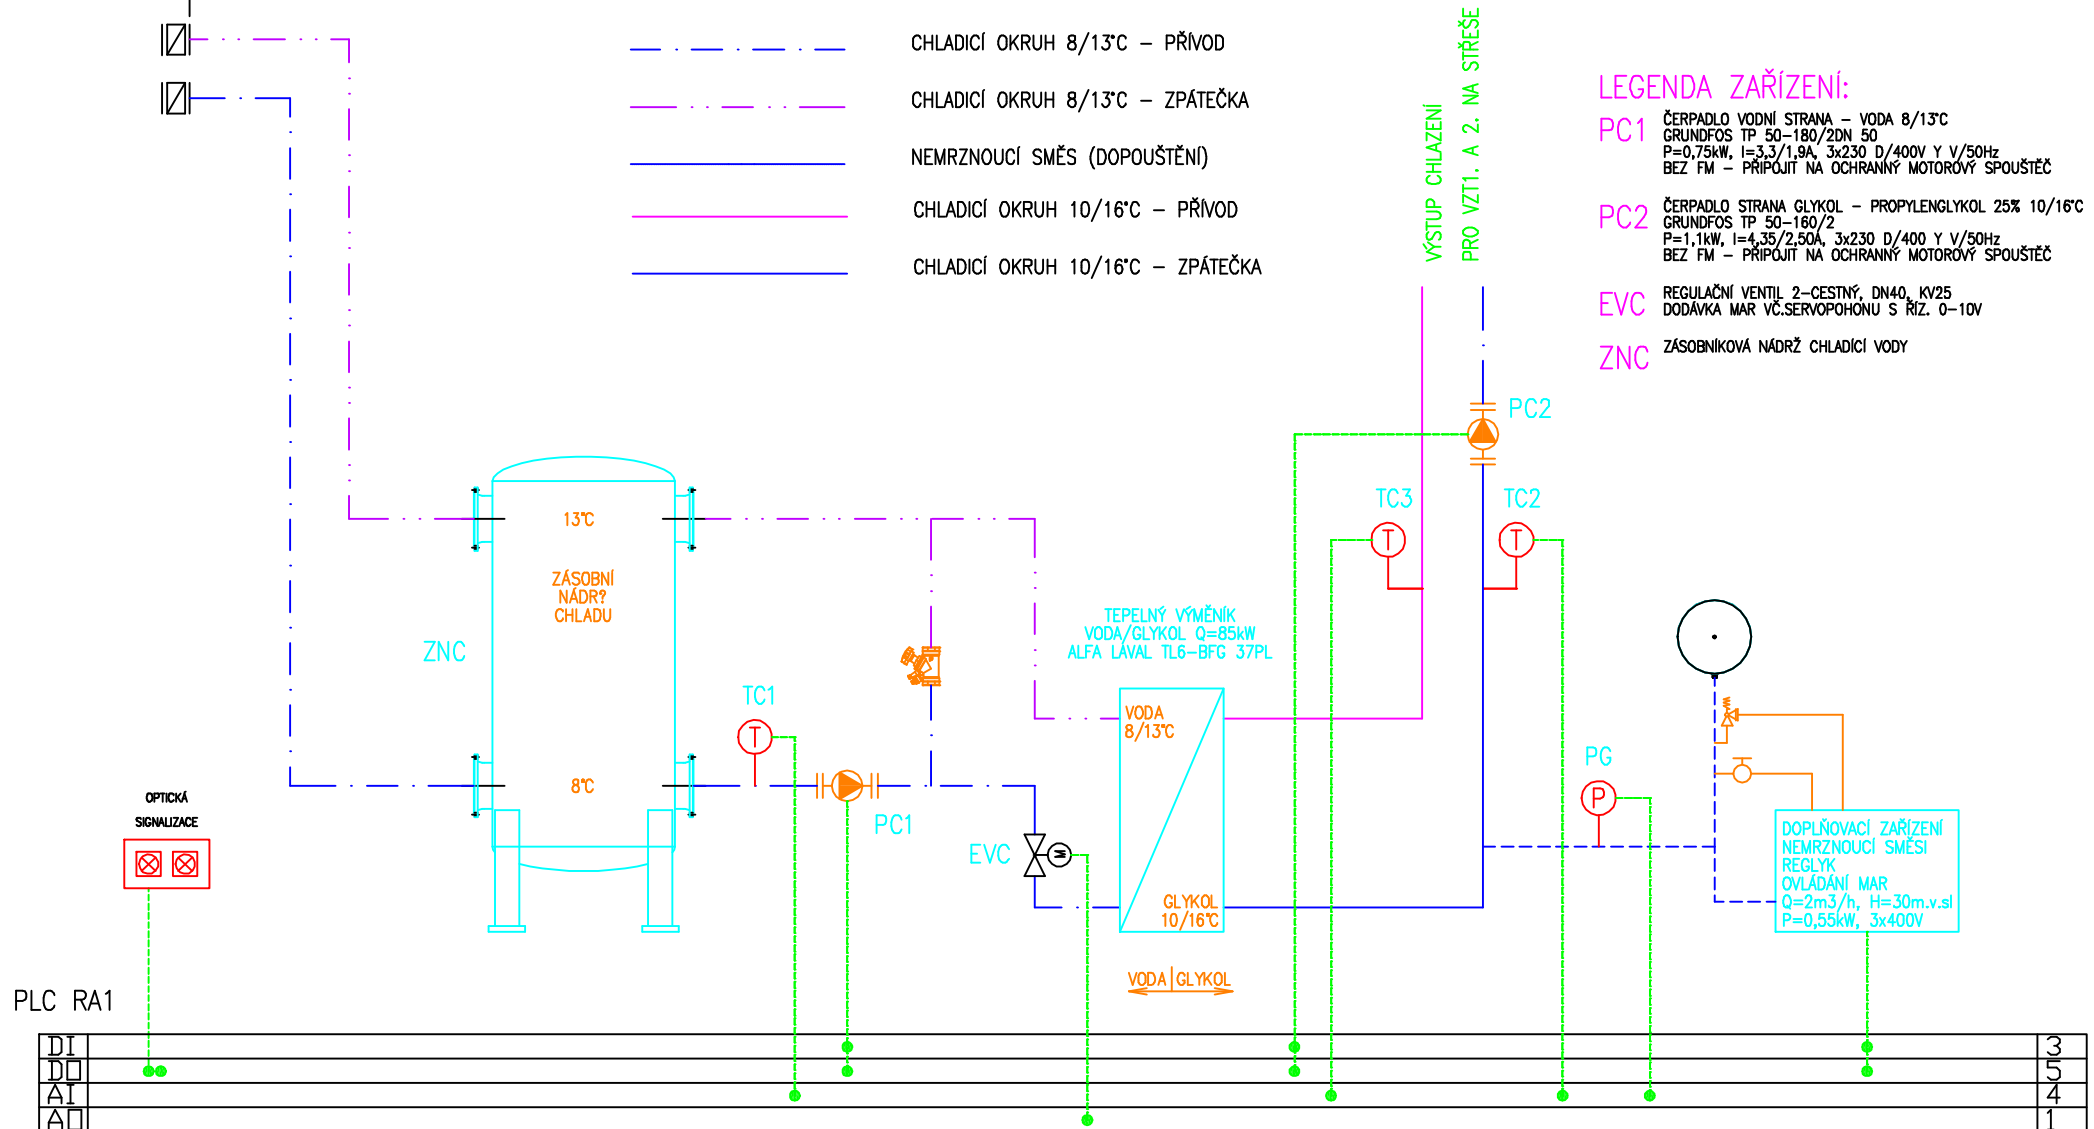 CHLADICÍ OKRUH 8/13°C – PŘÍVOD
CHLADICÍ OKRUH 8/13°C – ZPÁTEČKA
NEMRZNOUCÍ SMĚS (DOPOUŠTĚNÍ)
CHLADICÍ OKRUH 10/16°C – PŘÍVOD
CHLADICÍ OKRUH 10/16°C – ZPÁTEČKA
VÝSTUP CHLAZENÍ
PRO VZT1. A 2. NA STŘEŠE
LEGENDA ZAŘÍZENÍ:
PC1
ČERPADLO VODNÍ STRANA – VODA 8/13°C
GRUNDFOS TP 50-180/2DN 50
P=0,75kW, I=3,3/1,9A, 3x230 D/400V Y V/50Hz
BEZ FM – PŘIPOJIT NA OCHRANNÝ MOTOROVÝ SPOUŠTĚČ
PC2
ČERPADLO STRANA GLYKOL – PROPYLENGLYKOL 25% 10/16°C
GRUNDFOS TP 50-160/2
P=1,1kW, I=4,35/2,50A, 3x230 D/400 Y V/50Hz
BEZ FM – PŘIPOJIT NA OCHRANNÝ MOTOROVÝ SPOUŠTĚČ
EVC
REGULAČNÍ VENTIL 2-CESTNÝ, DN40, KV25
DODÁVKA MAR VČ.SERVOPOHONU S ŘÍZ. 0-10V
ZNC
ZÁSOBNÍKOVÁ NÁDRŽ CHLADÍCÍ VODY
PC2
TC3
TC2
T
T
13°C
ZÁSOBNÍ
NÁDR?
CHLADU
ZNC
8°C
TC1
T
PC1
EVC
M
TEPELNÝ VÝMĚNÍK
VODA/GLYKOL Q=85kW
ALFA LAVAL TL6-BFG 37PL
VODA
8/13°C
GLYKOL
10/16°C
VODA|GLYKOL
PG
P
DOPLŇOVACÍ ZAŘÍZENÍ
NEMRZNOUCÍ SMĚSI
REGLYK
OVLÁDÁNÍ MAR
Q=2m3/h, H=30m.v.sl
P=0,55kW, 3x400V
OPTICKÁ
SIGNALIZACE
PLC RA1
DI 3
DO 5
AI 4
AO 1